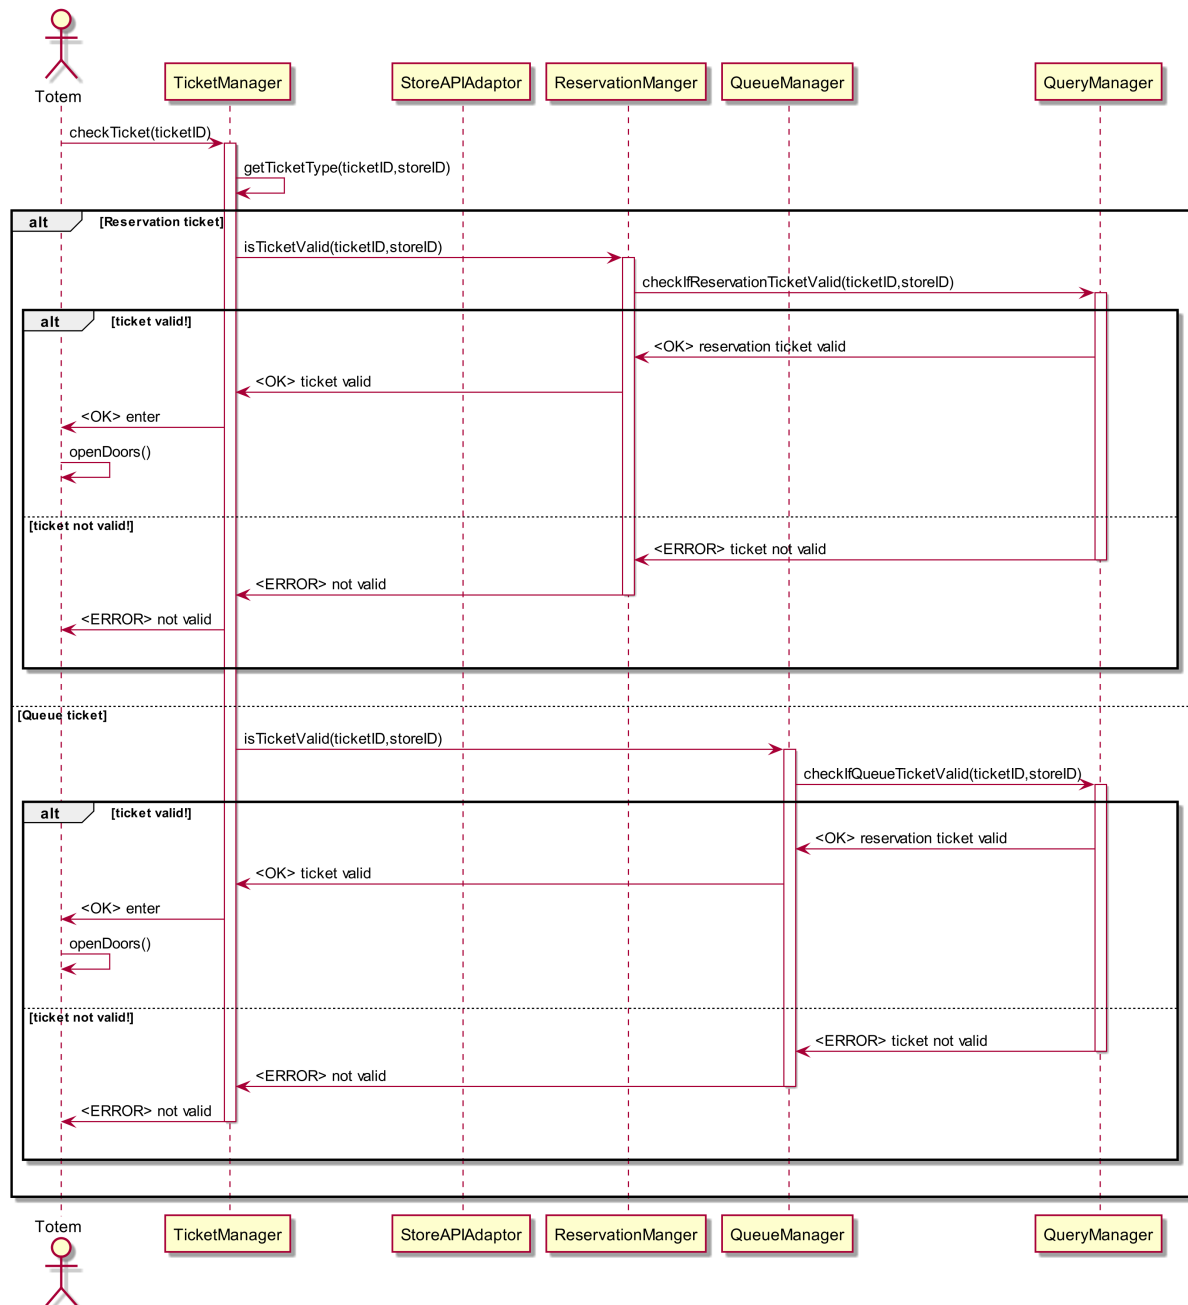 Totem
TicketManager
StoreAPIAdaptor
ReservationManger
QueueManager
QueryManager
checkTicket(ticketID)
getTicketType(ticketID,storeID)
alt
[Reservation ticket]
isTicketValid(ticketID,storeID)
checkIfReservationTicketValid(ticketID,storeID)
alt
[ticket valid!]
<OK> reservation ticket valid
<OK> ticket valid
<OK> enter
openDoors()
[ticket not valid!]
<ERROR> ticket not valid
<ERROR> not valid
<ERROR> not valid
[Queue ticket]
isTicketValid(ticketID,storeID)
checkIfQueueTicketValid(ticketID,storeID)
alt
[ticket valid!]
<OK> reservation ticket valid
<OK> ticket valid
<OK> enter
openDoors()
[ticket not valid!]
<ERROR> ticket not valid
<ERROR> not valid
<ERROR> not valid
Totem
TicketManager
StoreAPIAdaptor
ReservationManger
QueueManager
QueryManager